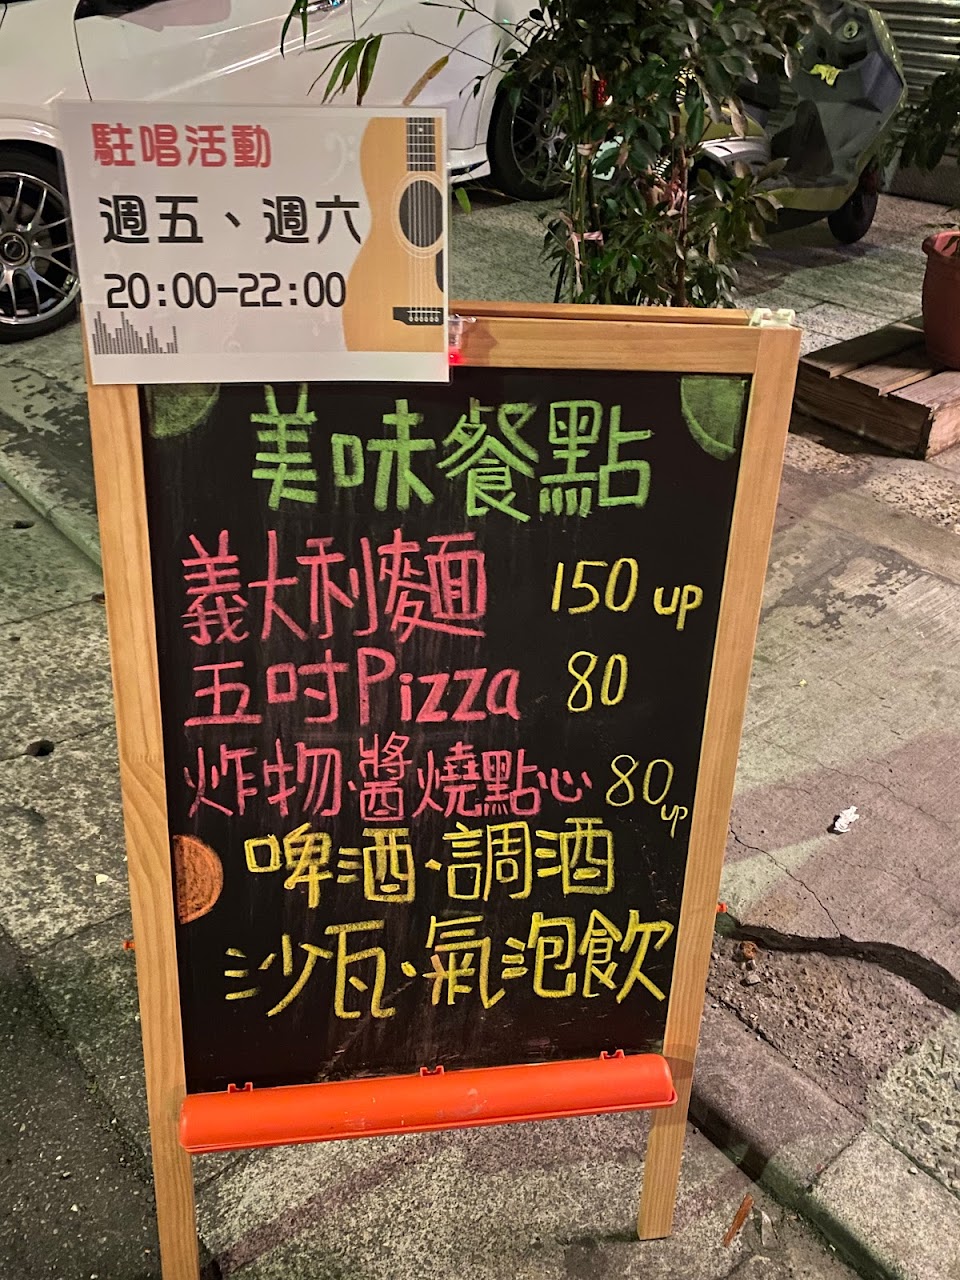 駐唱活動
週五、週六
20:00-22:00
美味餐點
義大利麵 150 up
五吋Pizza 80
炸物·醬燒點心 80 up
啤酒·調酒
沙瓦·氣泡飲